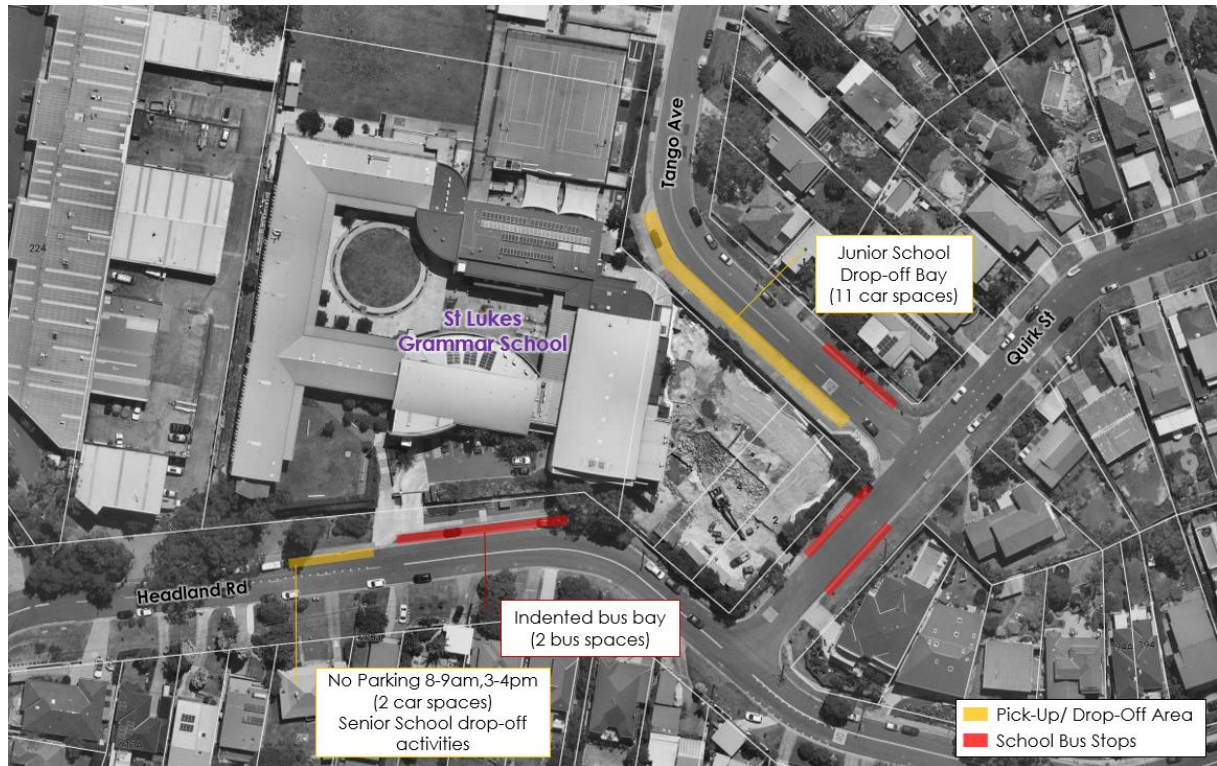 Tango Ave
224
Junior School
Drop-off Bay
(11 car spaces)
Quirk St
St Lukes
Grammar School
2
Headland Rd
Indented bus bay
(2 bus spaces)
No Parking 8-9am,3-4pm
(2 car spaces)
Senior School drop-off
activities
Pick-Up/ Drop-Off Area
School Bus Stops